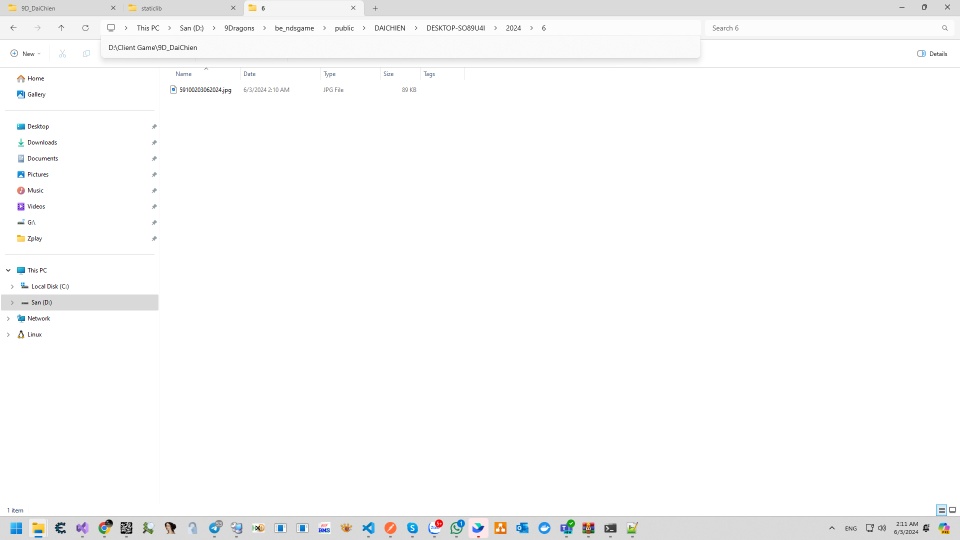 9D_DaiChien
staticlib
6
This PC > San (D:) > 9Dragons > be_ndsgame > public > DAICHIEN > DESKTOP-SO89U4I > 2024 > 6
Search 6
New
D:\Client Game\9D_DaiChien
Details
Name Date Type Size Tags
59100203062024.jpg 6/3/2024 2:10 AM JPG File 89 KB
Home
Gallery
Desktop
Downloads
Documents
Pictures
Music
Videos
G:\
Zplay
This PC
Local Disk (C:)
San (D:)
Network
Linux
1 item
ENG
2:11 AM
6/3/2024